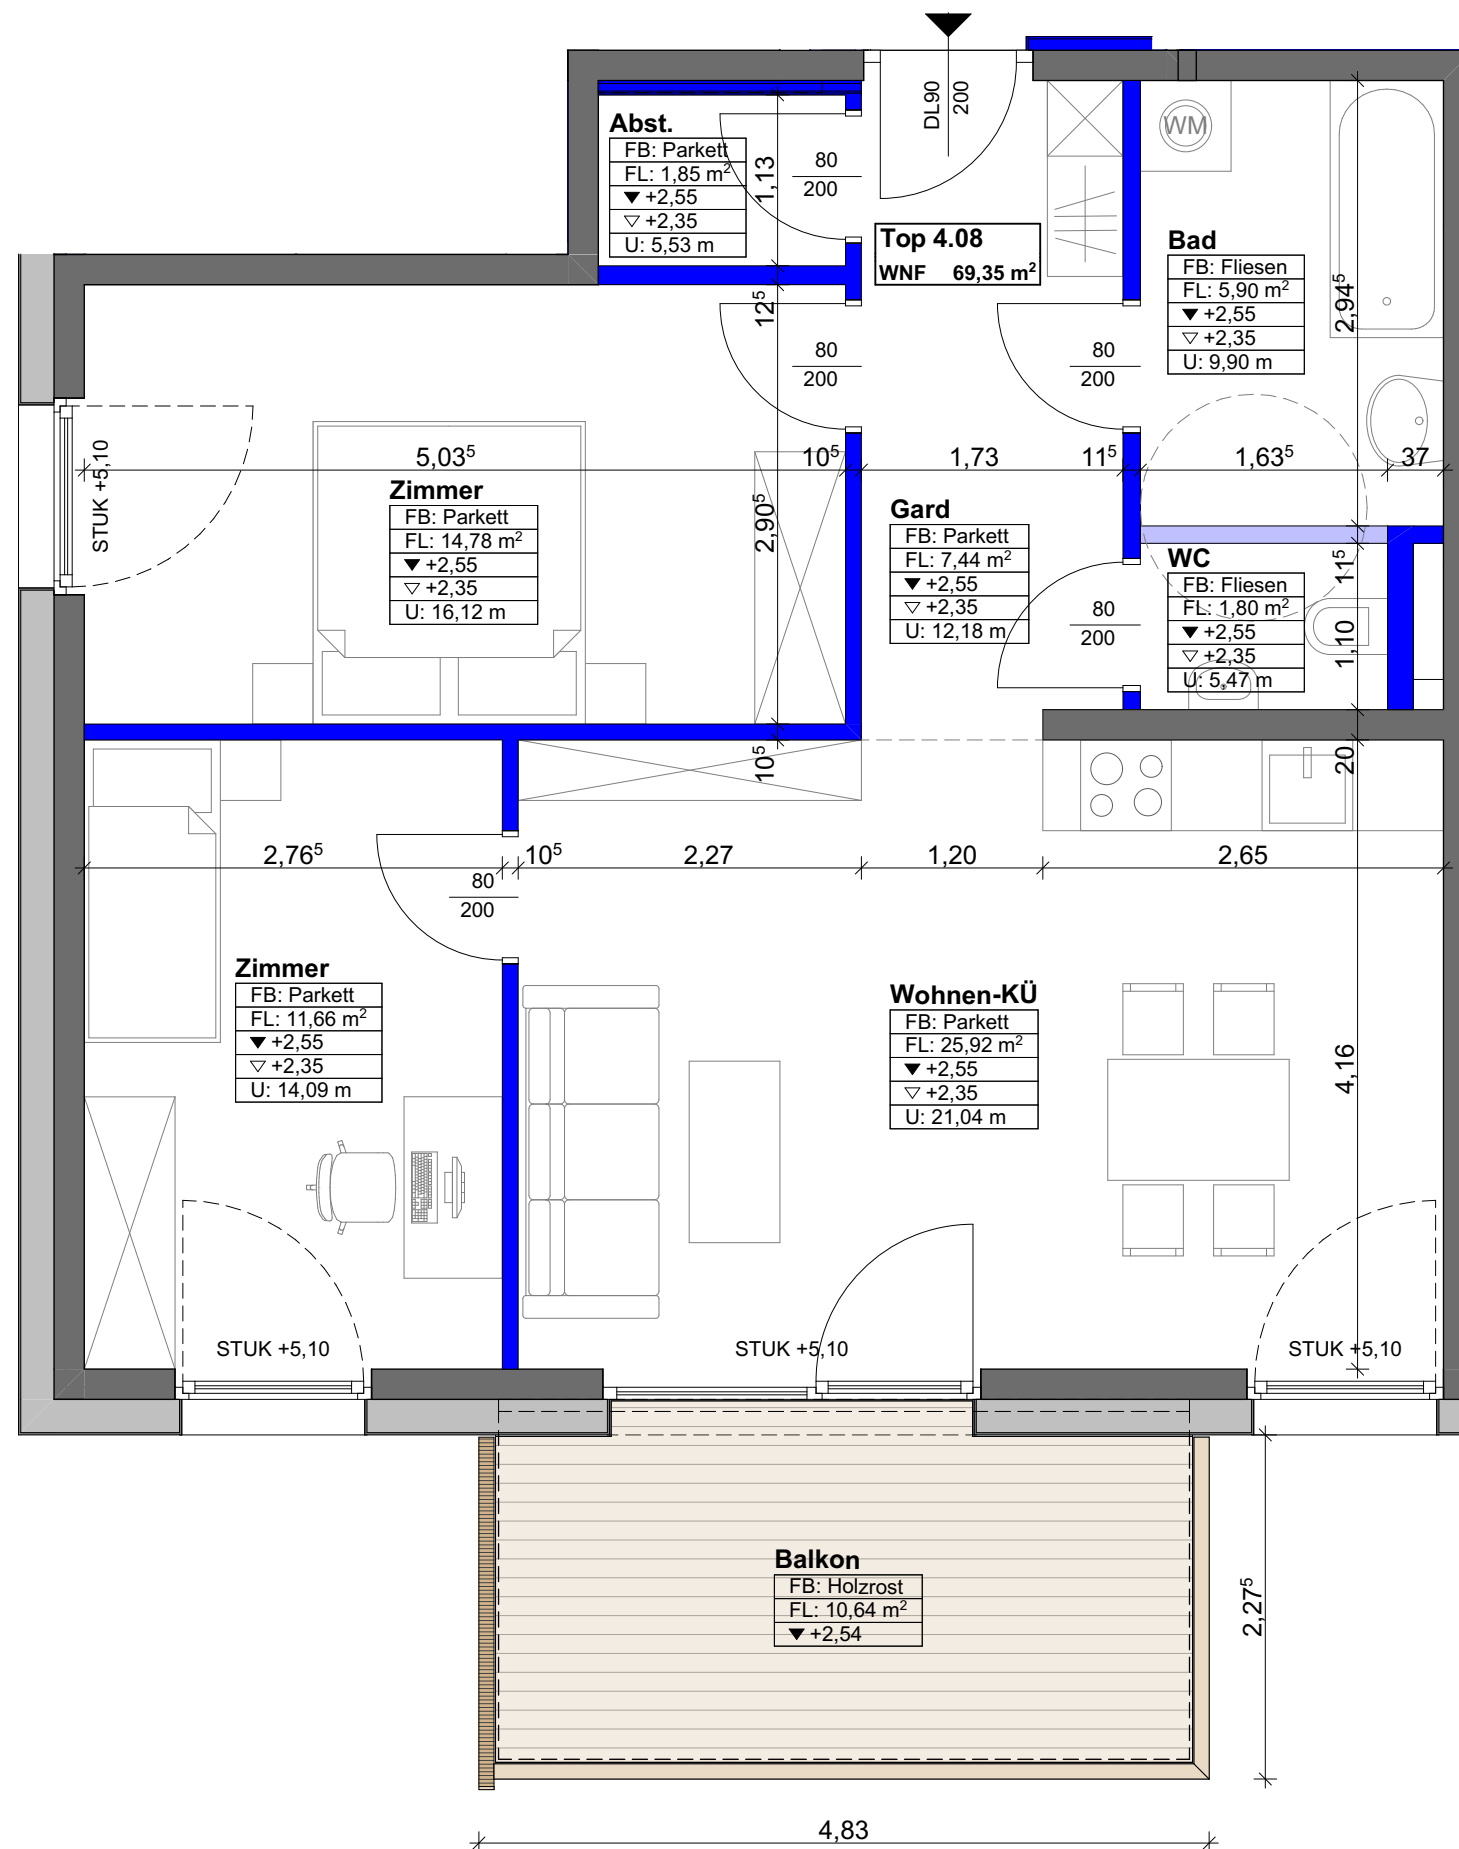 DL90
200
Abst.
FB: Parkett
FL: 1,85 m²
▼ +2,55
▽ +2,35
U: 5,53 m
1,13
80
200
WM
Top 4.08
WNF 69,35 m²
Bad
FB: Fliesen
FL: 5,90 m²
▼ +2,55
▽ +2,35
U: 9,90 m
2,94⁵
12⁵
80
200
80
200
STUK +5,10
5,03⁵
10⁵
1,73
11⁵
1,63⁵
37
Zimmer
FB: Parkett
FL: 14,78 m²
▼ +2,55
▽ +2,35
U: 16,12 m
2,90⁵
Gard
FB: Parkett
FL: 7,44 m²
▼ +2,55
▽ +2,35
U: 12,18 m
80
200
WC
FB: Fliesen
FL: 1,80 m²
▼ +2,55
▽ +2,35
U: 5,47 m
11⁵
1,10
10⁵
20
2,76⁵
10⁵
2,27
1,20
2,65
80
200
Zimmer
FB: Parkett
FL: 11,66 m²
▼ +2,55
▽ +2,35
U: 14,09 m
Wohnen-KÜ
FB: Parkett
FL: 25,92 m²
▼ +2,55
▽ +2,35
U: 21,04 m
4,16
STUK +5,10
STUK +5,10
STUK +5,10
Balkon
FB: Holzrost
FL: 10,64 m²
▼ +2,54
2,27⁵
4,83